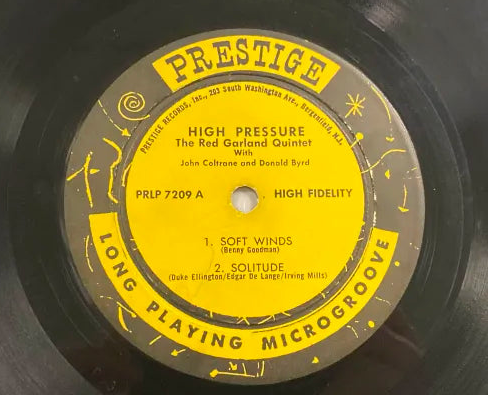 PRESTIGE
PRESTIGE RECORDS, Inc., 203 South Washington Ave., Bergenfield, N.J.
HIGH PRESSURE
The Red Garland Quintet
With
John Coltrane and Donald Byrd
PRLP 7209 A HIGH FIDELITY
1. SOFT WINDS
(Benny Goodman)
2. SOLITUDE
(Duke Ellington/Edgar De Lange/Irving Mills)
LONG PLAYING MICROGROOVE